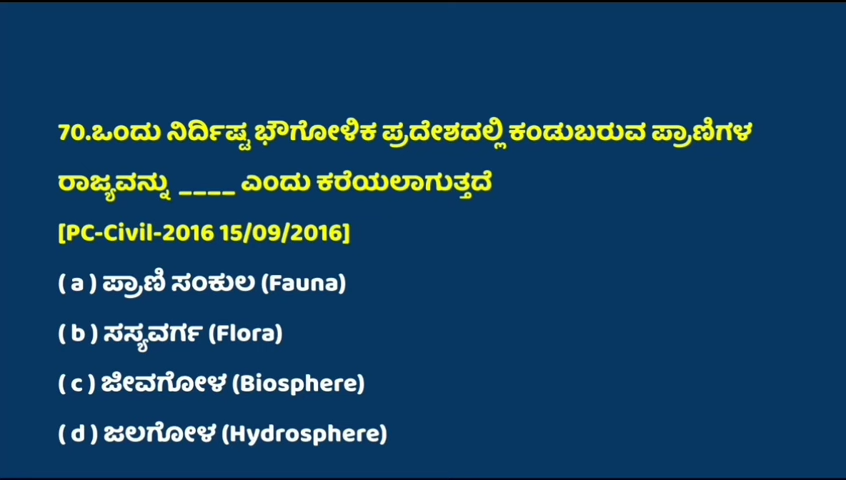 70.ಒಂದು ನಿರ್ದಿಷ್ಟ ಭೌಗೋಳಿಕ ಪ್ರದೇಶದಲ್ಲಿ ಕಂಡುಬರುವ ಪ್ರಾಣಿಗಳ
ರಾಜ್ಯವನ್ನು ____ ಎಂದು ಕರೆಯಲಾಗುತ್ತದೆ
[PC-Civil-2016 15/09/2016]
( a ) ಪ್ರಾಣಿ ಸಂಕುಲ (Fauna)
( b ) ಸಸ್ಯವರ್ಗ (Flora)
( c ) ಜೀವಗೋಳ (Biosphere)
( d ) ಜಲಗೋಳ (Hydrosphere)